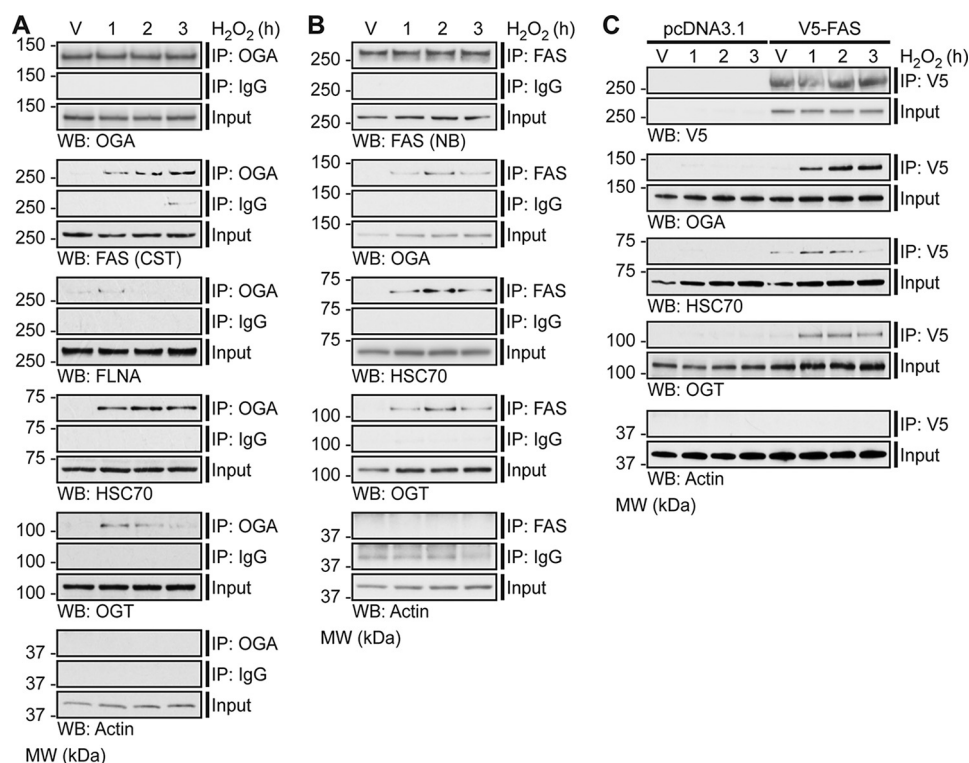 A
V 1 2 3 H2O2 (h)
150 IP: OGA
IP: IgG
150 Input
WB: OGA
250 IP: OGA
250 IP: IgG
250 Input
WB: FAS (CST)
250 IP: OGA
250 IP: IgG
250 Input
WB: FLNA
75 IP: OGA
75 IP: IgG
75 Input
WB: HSC70
100 IP: OGA
100 IP: IgG
100 Input
WB: OGT
37 IP: OGA
37 IP: IgG
37 Input
WB: Actin
MW (kDa)
B
V 1 2 3 H2O2 (h)
250 IP: FAS
250 IP: IgG
250 Input
WB: FAS (NB)
150 IP: FAS
150 IP: IgG
150 Input
WB: OGA
75 IP: FAS
75 IP: IgG
75 Input
WB: HSC70
100 IP: FAS
100 IP: IgG
100 Input
WB: OGT
37 IP: FAS
37 IP: IgG
37 Input
WB: Actin
MW (kDa)
C
pcDNA3.1 V5-FAS
V 1 2 3 V 1 2 3 H2O2 (h)
250 IP: V5
250 Input
WB: V5
150 IP: V5
150 Input
WB: OGA
75 IP: V5
75 Input
WB: HSC70
100 IP: V5
100 Input
WB: OGT
37 IP: V5
37 Input
WB: Actin
MW (kDa)